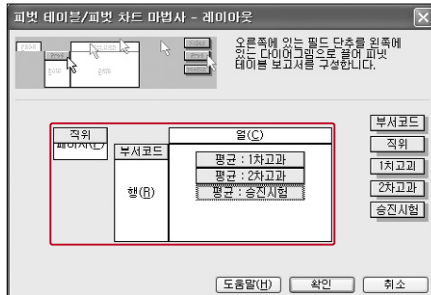 피벗 테이블/피벗 차트 마법사 - 레이아웃
오른쪽에 있는 필드 단추를 왼쪽에
있는 다이어그램으로 끌어 피벗
테이블 보고서를 구성합니다.
직위
페이지(P)
부서코드
행(R)
열(C)
평균 : 1차고과
평균 : 2차고과
평균 : 승진시험
부서코드
직위
1차고과
2차고과
승진시험
도움말(H)
확인
취소